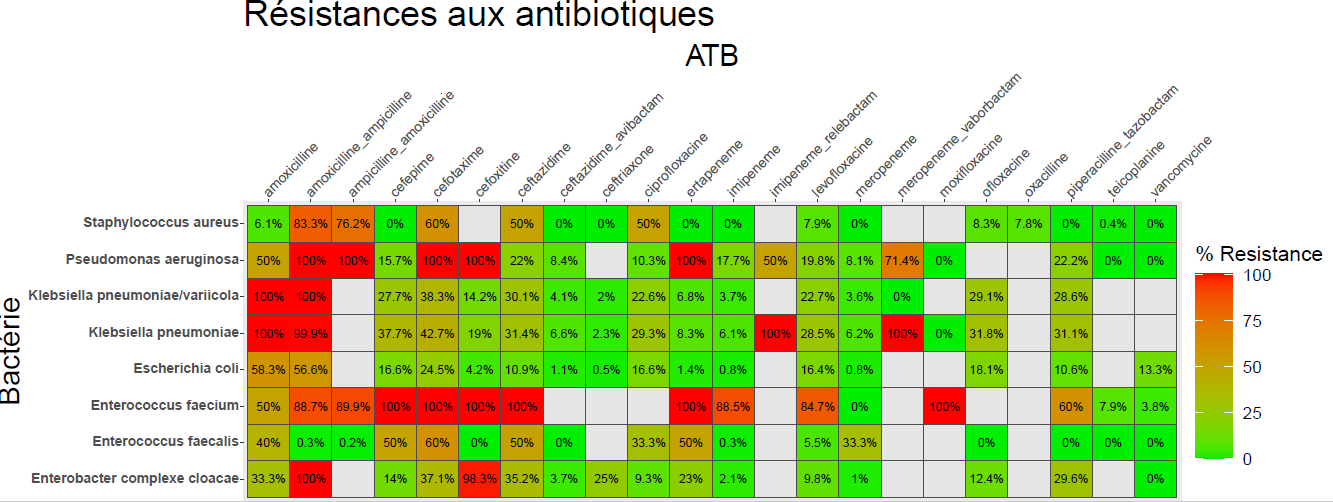 Résistances aux antibiotiques
ATB
amoxicilline
amoxicilline_ampicilline
ampicilline_amoxicilline
cefepime
cefotaxime
cefoxitine
ceftazidime
ceftazidime_avibactam
ceftriaxone
ciprofloxacine
ertapeneme
imipeneme
imipeneme_relebactam
levofloxacine
meropeneme
meropeneme_vaborbactam
moxifloxacine
ofloxacine
oxacilline
piperacilline_tazobactam
teicoplanine
vancomycine
Bactérie
Staphylococcus aureus 6.1% 83.3% 76.2% 0% 60% 50% 0% 0% 50% 0% 0% 7.9% 0% 8.3% 7.8% 0% 0.4% 0%
Pseudomonas aeruginosa 50% 100% 100% 15.7% 100% 100% 22% 8.4% 10.3% 100% 17.7% 50% 19.8% 8.1% 71.4% 0% 22.2% 0% 0%
Klebsiella pneumoniae/variicola 100% 100% 27.7% 38.3% 14.2% 30.1% 4.1% 2% 22.6% 6.8% 3.7% 22.7% 3.6% 0% 29.1% 28.6%
Klebsiella pneumoniae 100% 99.9% 37.7% 42.7% 19% 31.4% 6.6% 2.3% 29.3% 8.3% 6.1% 100% 28.5% 6.2% 100% 0% 31.8% 31.1%
Escherichia coli 58.3% 56.6% 16.6% 24.5% 4.2% 10.9% 1.1% 0.5% 16.6% 1.4% 0.8% 16.4% 0.8% 18.1% 10.6% 13.3%
Enterococcus faecium 50% 88.7% 89.9% 100% 100% 100% 100% 100% 88.5% 84.7% 0% 100% 60% 7.9% 3.8%
Enterococcus faecalis 40% 0.3% 0.2% 50% 60% 0% 50% 0% 33.3% 50% 0.3% 5.5% 33.3% 0% 0% 0% 0%
Enterobacter complexe cloacae 33.3% 100% 14% 37.1% 98.3% 35.2% 3.7% 25% 9.3% 23% 2.1% 9.8% 1% 12.4% 29.6% 0%
% Resistance
100
75
50
25
0